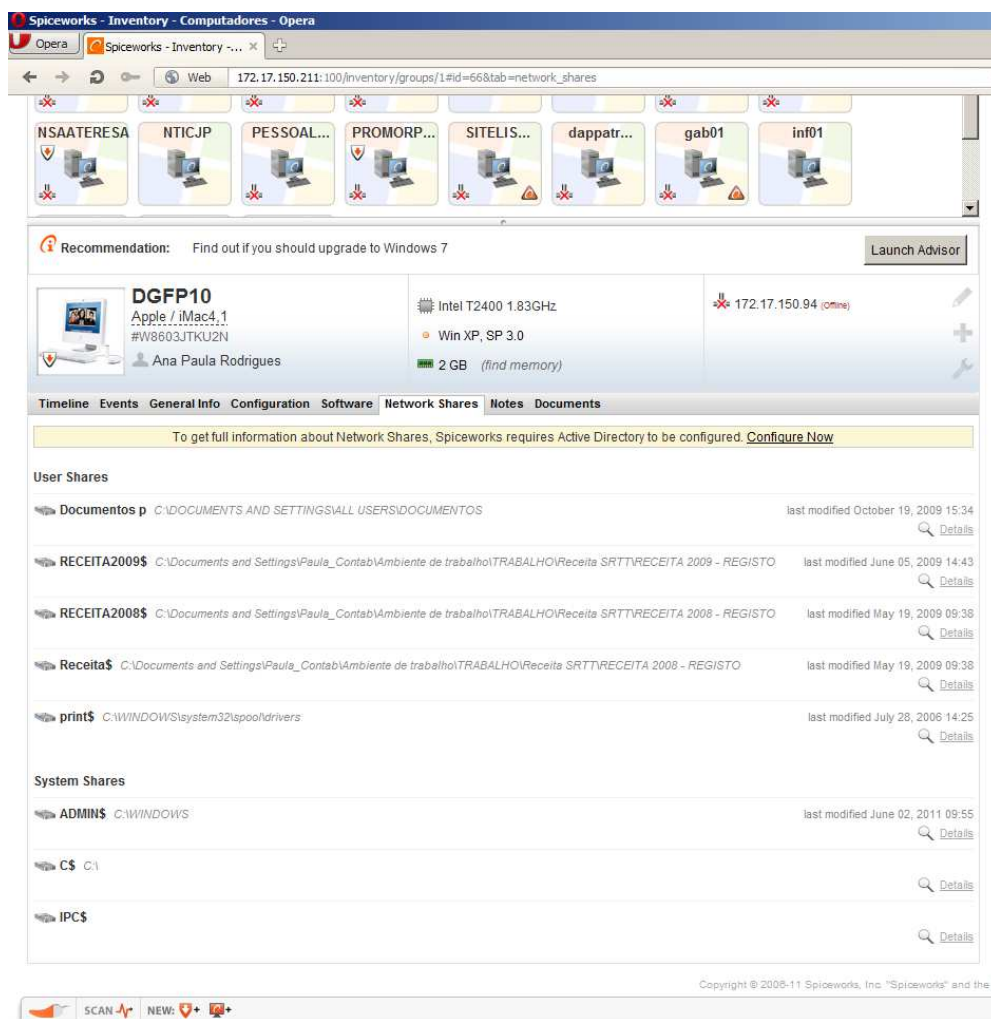 Spiceworks - Inventory - Computadores - Opera
Opera
Spiceworks - Inventory -...
Web
172.17.150.211:100/inventory/groups/1#id=66&tab=network_shares
NSAATERESA
NTICJP
PESSOAL...
PROMORP...
SITELIS...
dappatr...
gab01
inf01
Recommendation: Find out if you should upgrade to Windows 7
Launch Advisor
DGFP10
Apple / iMac4,1
#W8603JTKU2N
Ana Paula Rodrigues
Intel T2400 1.83GHz
Win XP, SP 3.0
2 GB (find memory)
172.17.150.94 (Offline)
Timeline Events General Info Configuration Software Network Shares Notes Documents
To get full information about Network Shares, Spiceworks requires Active Directory to be configured. Configure Now
User Shares
Documentos p C:\DOCUMENTS AND SETTINGS\ALL USERS\DOCUMENTOS
last modified October 19, 2009 15:34
Details
RECEITA2009$ C:\Documents and Settings\Paula_Contab\Ambiente de trabalho\TRABALHO\Receita SRTT\RECEITA 2009 - REGISTO
last modified June 05, 2009 14:43
Details
RECEITA2008$ C:\Documents and Settings\Paula_Contab\Ambiente de trabalho\TRABALHO\Receita SRTT\RECEITA 2008 - REGISTO
last modified May 19, 2009 09:38
Details
Receita$ C:\Documents and Settings\Paula_Contab\Ambiente de trabalho\TRABALHO\Receita SRTT\RECEITA 2008 - REGISTO
last modified May 19, 2009 09:38
Details
print$ C:\WINDOWS\system32\spool\drivers
last modified July 28, 2006 14:25
Details
System Shares
ADMIN$ C:\WINDOWS
last modified June 02, 2011 09:55
Details
C$ C:\
Details
IPC$
Details
Copyright © 2006-11 Spiceworks, Inc. "Spiceworks" and the
SCAN
NEW: